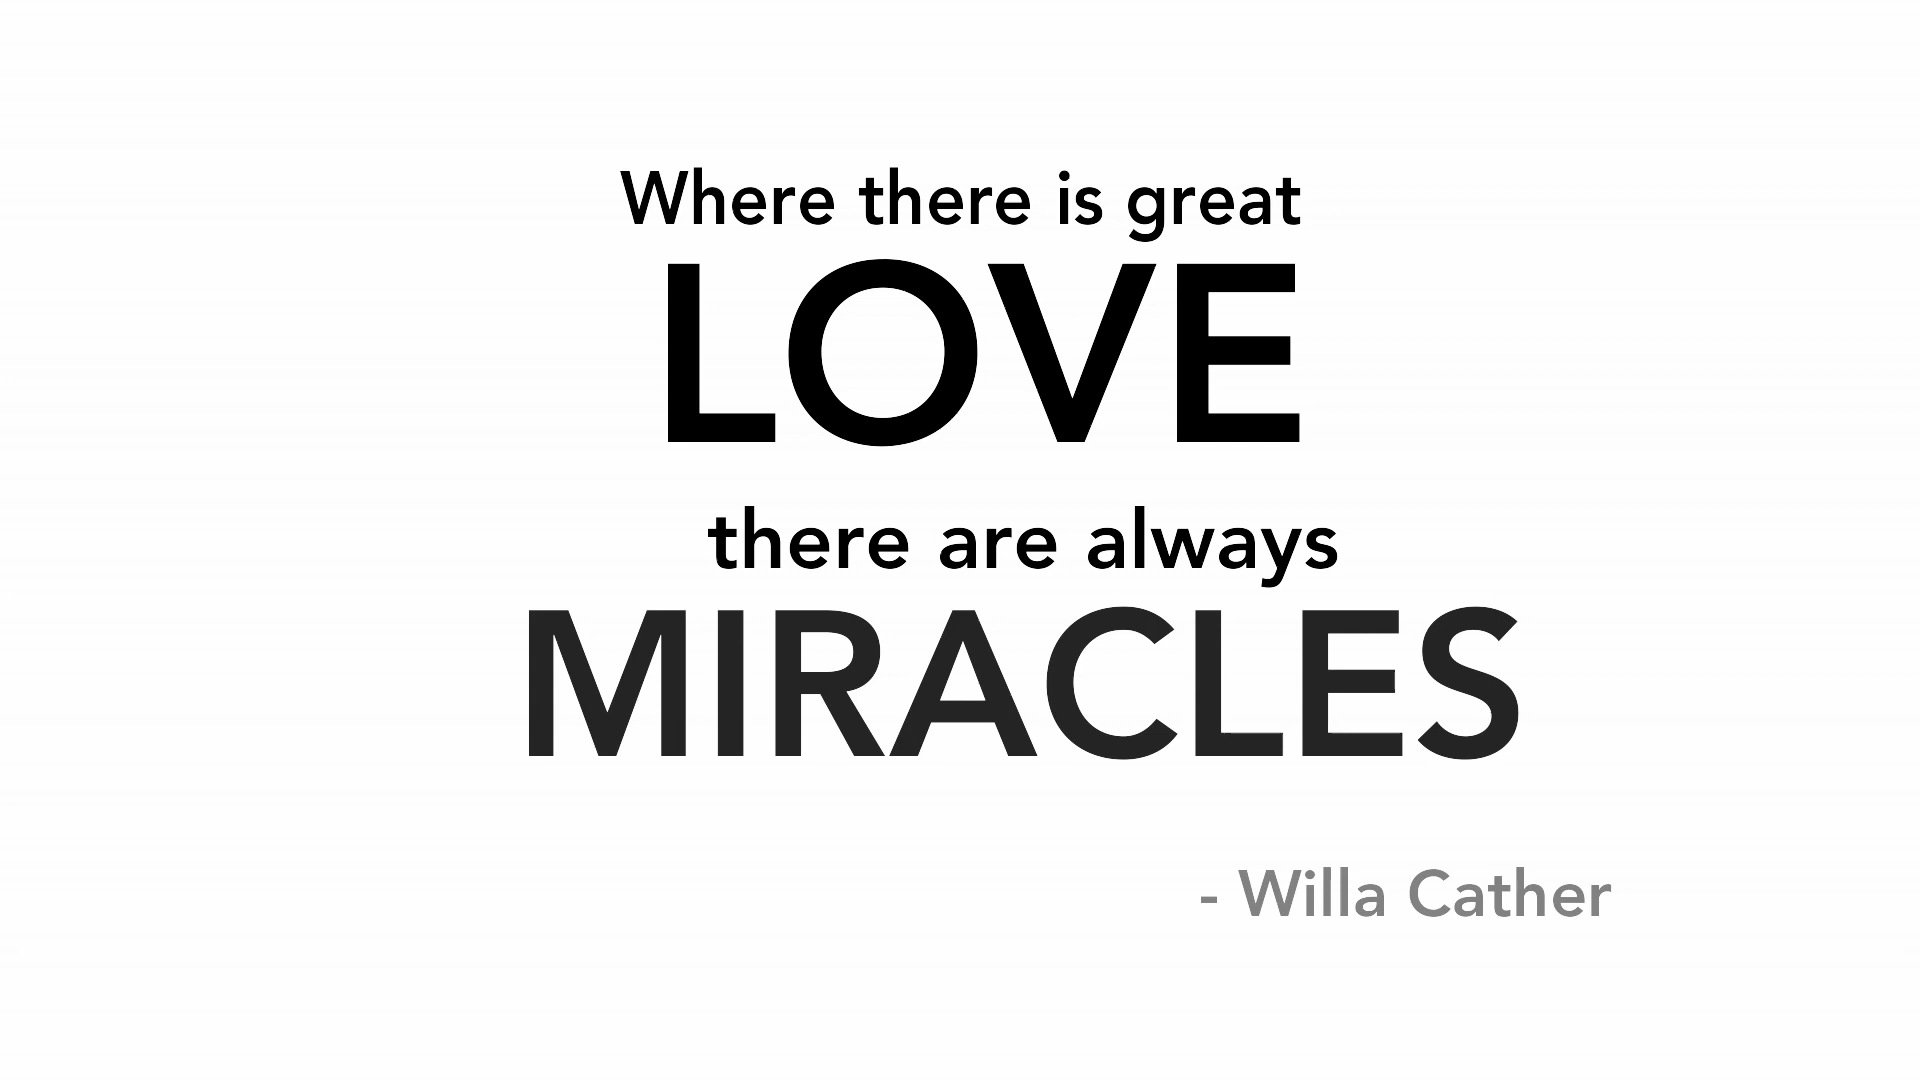 Where there is great
LOVE
there are always
MIRACLES
- Willa Cather